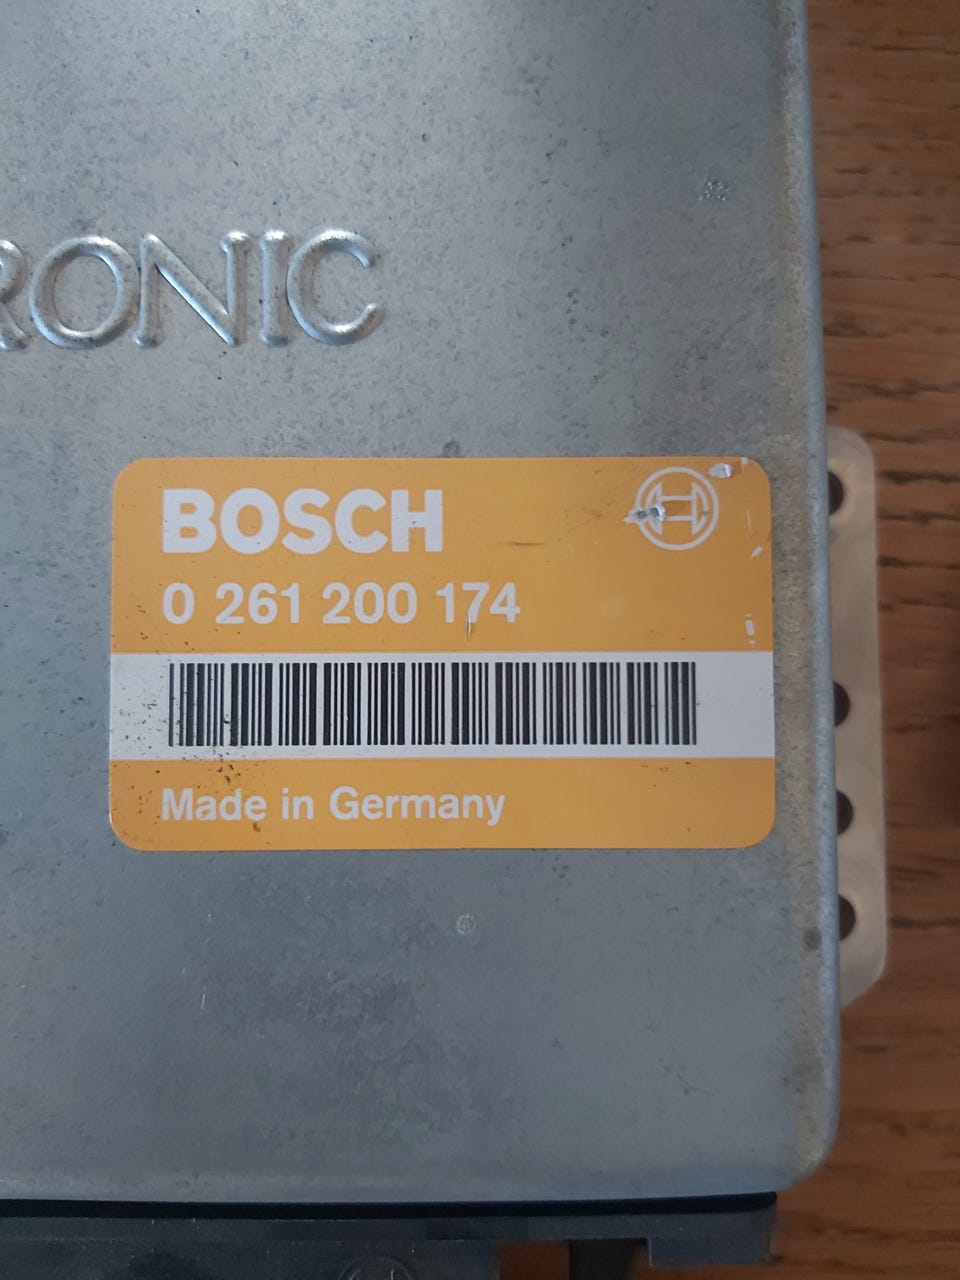 RONIC
BOSCH
0 261 200 174
Made in Germany